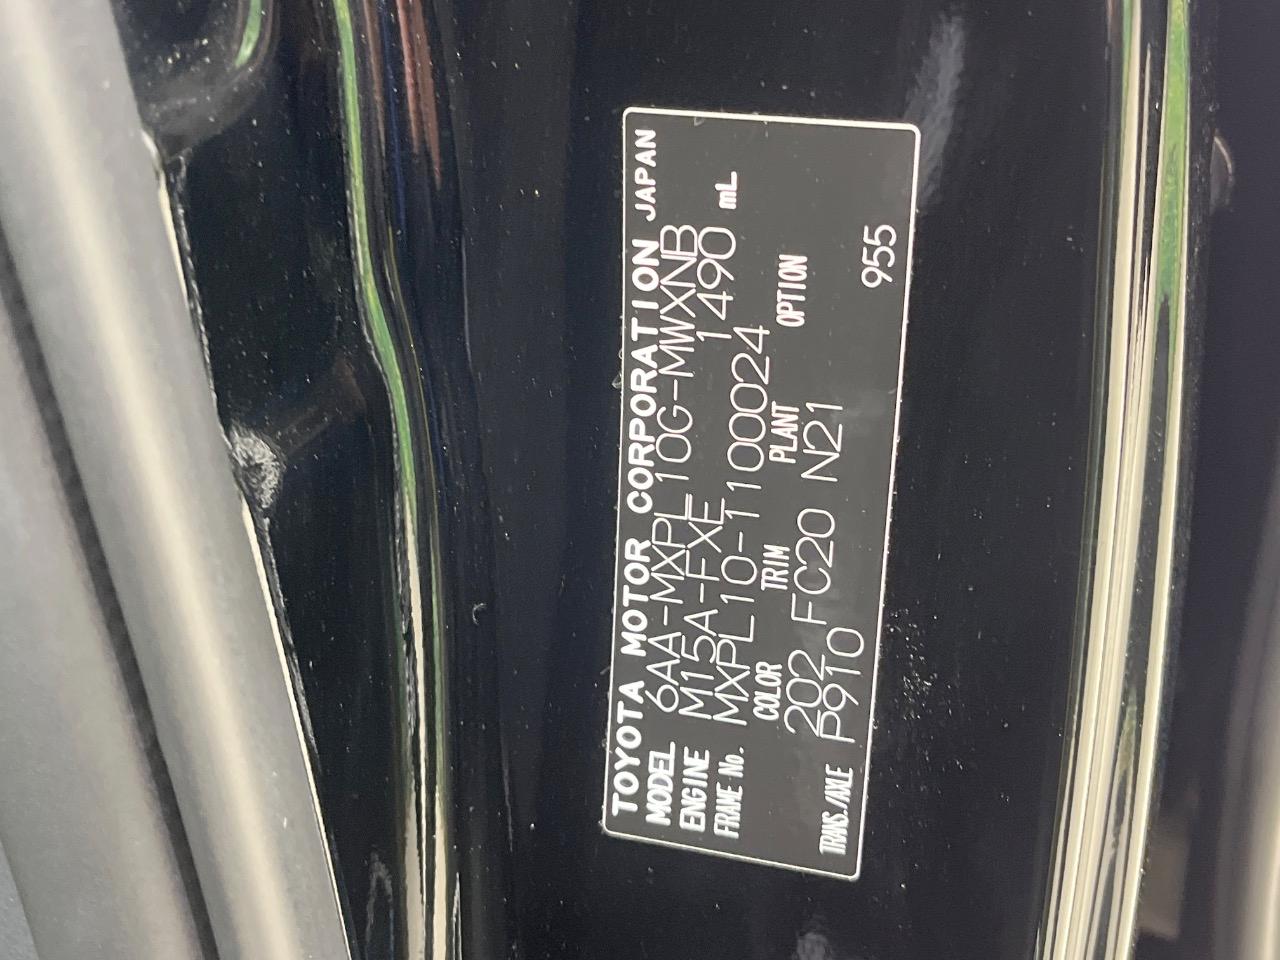 TOYOTA MOTOR CORPORATION JAPAN
MODEL 6AA-MXPL10G-MWXNB
ENGINE M15A-FXE 1490 mL
FRAME No. MXPL10-1100024
COLOR TRIM PLANT OPTION
202 FC20 N21
TRANS./AXLE P910 955